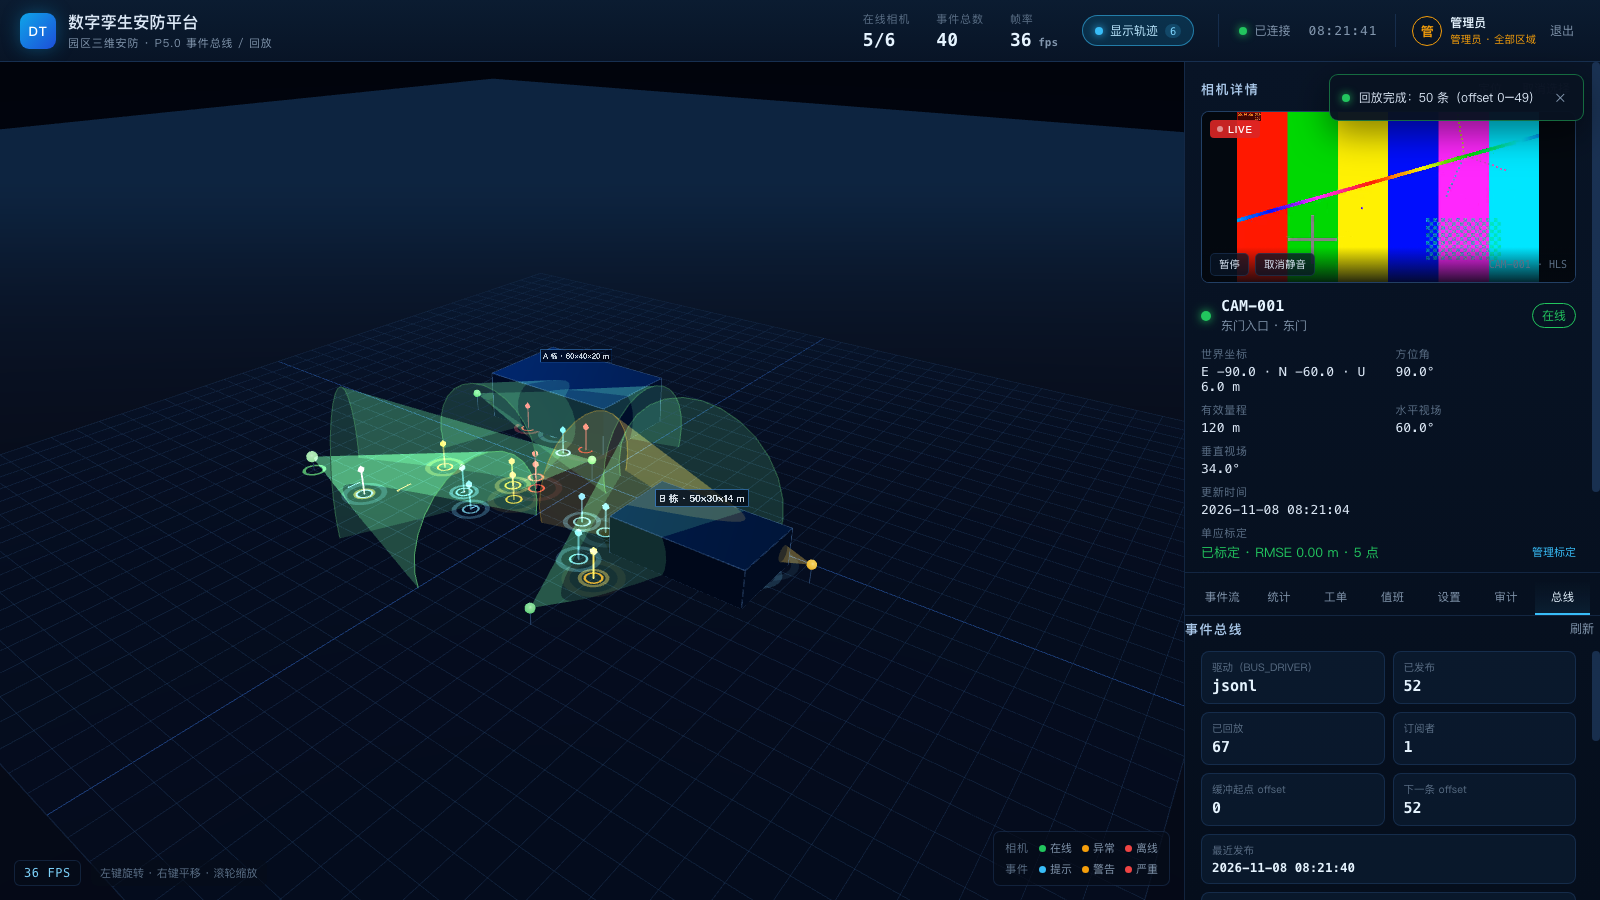 DT
数字孪生安防平台
园区三维安防 · P5.0 事件总线 / 回放
在线相机
5/6
事件总数
40
帧率
36 fps
显示轨迹 6
已连接
08:21:41
管
管理员
管理员 · 全部区域
退出
A 栋 · 60×40×20 m
B 栋 · 50×30×14 m
36 FPS
左键旋转 · 右键平移 · 滚轮缩放
相机 在线 异常 离线
事件 提示 警告 严重
相机详情
回放完成：50 条（offset 0–49）
LIVE
暂停
取消静音
CAM-001 · HLS
CAM-001
东门入口 · 东门
在线
世界坐标
E -90.0 · N -60.0 · U
6.0 m
方位角
90.0°
有效量程
120 m
水平视场
60.0°
垂直视场
34.0°
更新时间
2026-11-08 08:21:04
单应标定
已标定 · RMSE 0.00 m · 5 点
管理标定
事件流 统计 工单 值班 设置 审计 总线
事件总线
刷新
驱动（BUS_DRIVER）
jsonl
已发布
52
已回放
67
订阅者
1
缓冲起点 offset
0
下一条 offset
52
最近发布
2026-11-08 08:21:40